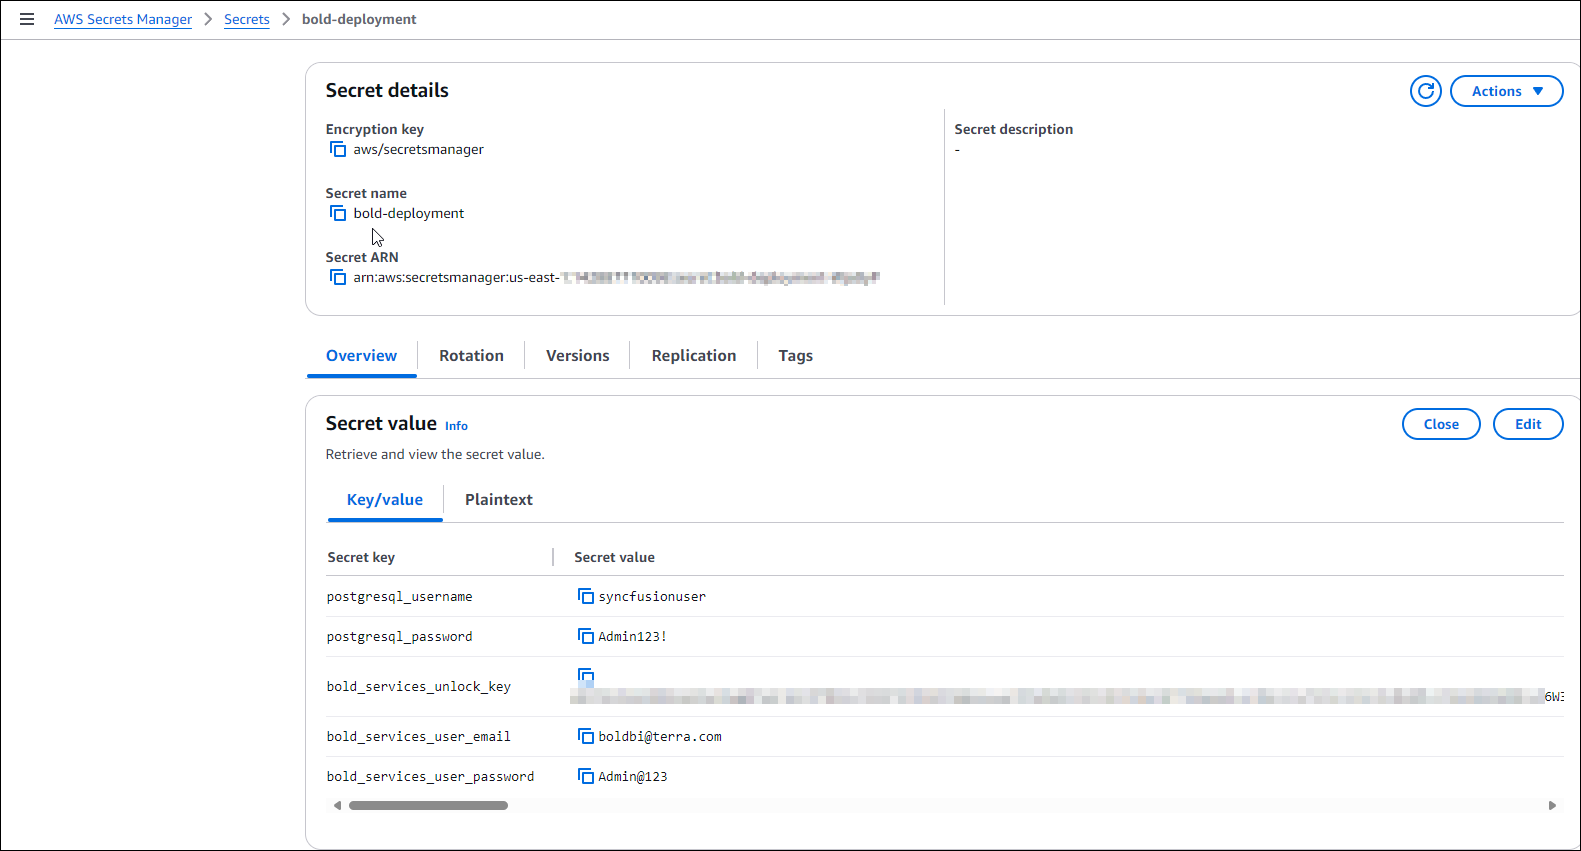 AWS Secrets Manager > Secrets > bold-deployment
Secret details
Actions
Encryption key
aws/secretsmanager
Secret description
-
Secret name
bold-deployment
Secret ARN
arn:aws:secretsmanager:us-east-
Overview
Rotation
Versions
Replication
Tags
Secret value Info
Close
Edit
Retrieve and view the secret value.
Key/value
Plaintext
Secret key
Secret value
postgresql_username
syncfusionuser
postgresql_password
Admin123!
bold_services_unlock_key
6W3
bold_services_user_email
boldbi@terra.com
bold_services_user_password
Admin@123